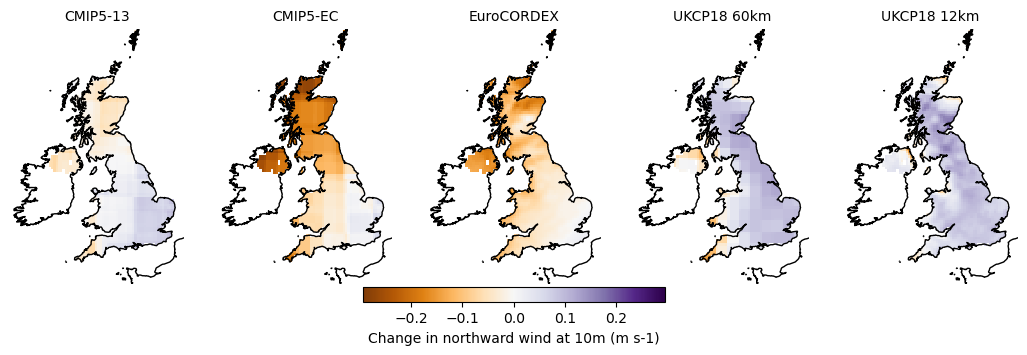 CMIP5-13 CMIP5-EC EuroCORDEX UKCP18 60km UKCP18 12km
−0.2 −0.1 0.0 0.1 0.2
Change in northward wind at 10m (m s-1)